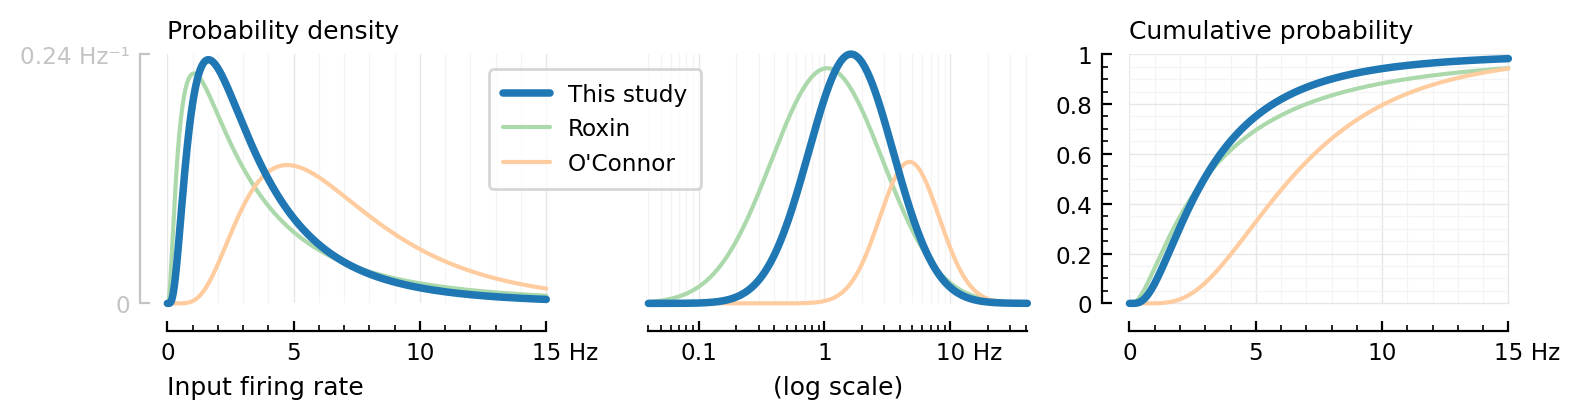 Probability density
0.24 Hz⁻¹
0
0 5 10 15 Hz
Input firing rate
This study
Roxin
O'Connor
0.1 1 10 Hz
(log scale)
Cumulative probability
1
0.8
0.6
0.4
0.2
0
0 5 10 15 Hz